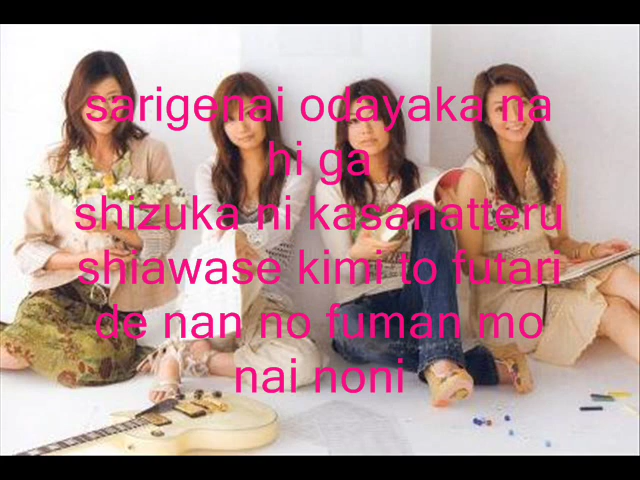 sarigenai odayaka na
hi ga
shizuka ni kasanatteru
shiawase kimi to futari
de nan no fuman mo
nai noni